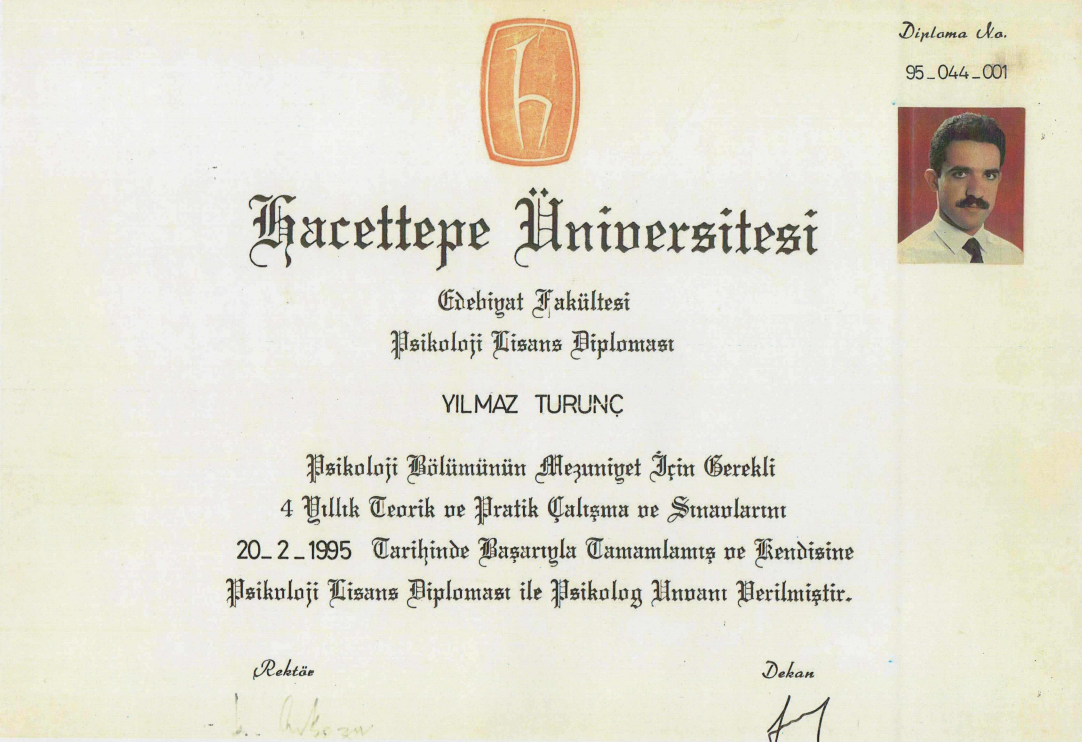 Diploma No.
95_044_001
Hacettepe Üniversitesi
Edebiyat Fakültesi
Psikoloji Lisans Diploması
YILMAZ TURUNÇ
Psikoloji Bölümünün Mezuniyet İçin Gerekli
4 Yıllık Teorik ve Pratik Çalışma ve Sınavlarını
20_2_1995 Tarihinde Başarıyla Tamamlamış ve Kendisine
Psikoloji Lisans Diploması ile Psikolog Unvanı Verilmiştir.
Rektör Dekan